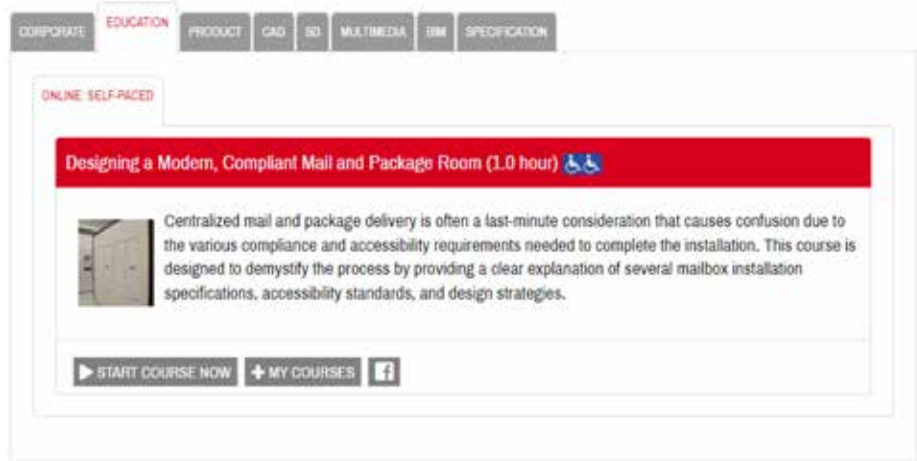 CORPORATE EDUCATION PRODUCT CAD 3D MULTIMEDIA BIM SPECIFICATION
ONLINE: SELF-PACED
Designing a Modern, Compliant Mail and Package Room (1.0 hour)
Centralized mail and package delivery is often a last-minute consideration that causes confusion due to
the various compliance and accessibility requirements needed to complete the installation. This course is
designed to demystify the process by providing a clear explanation of several mailbox installation
specifications, accessibility standards, and design strategies.
START COURSE NOW + MY COURSES f